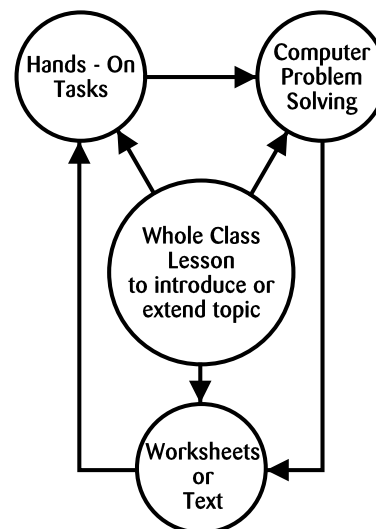 Hands - On
Tasks
Computer
Problem
Solving
Whole Class
Lesson
to introduce or
extend topic
Worksheets
or
Text